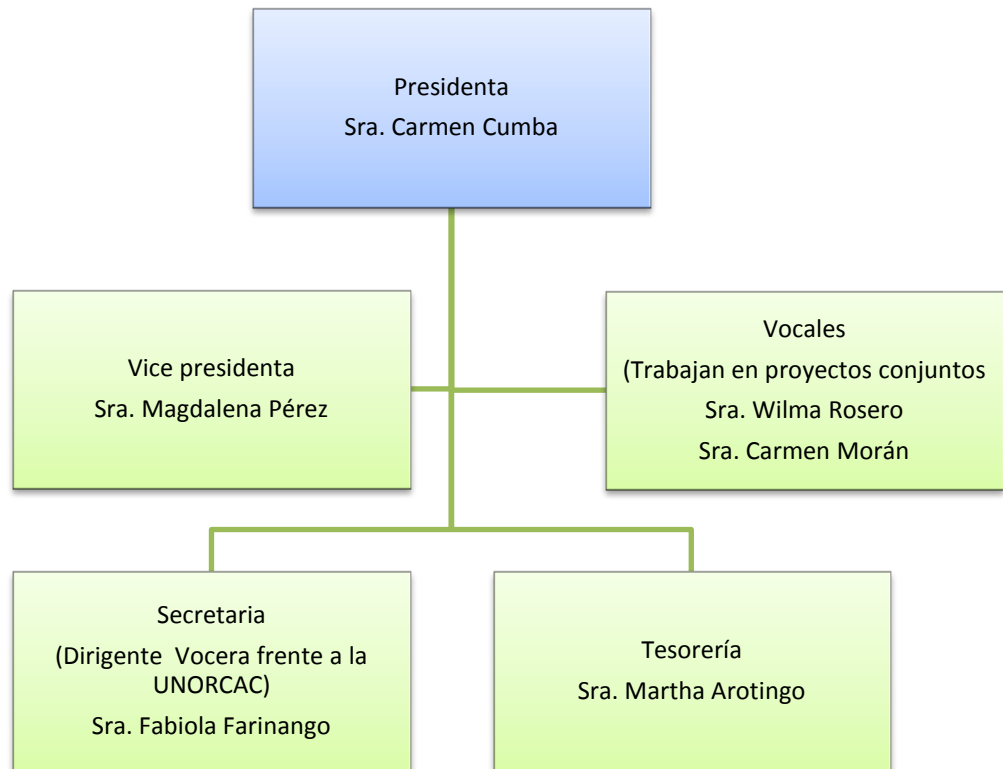 Presidenta
Sra. Carmen Cumba
Vice presidenta
Sra. Magdalena Pérez
Vocales
(Trabajan en proyectos conjuntos
Sra. Wilma Rosero
Sra. Carmen Morán
Secretaria
(Dirigente Vocera frente a la
UNORCAC)
Sra. Fabiola Farinango
Tesorería
Sra. Martha Arotingo